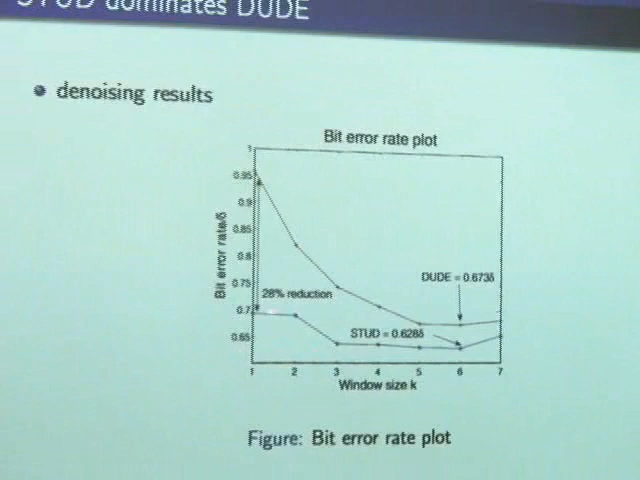 STUD dominates DUDE
denoising results
Bit error rate plot
1
0.95
0.9
0.85
0.8
0.75
0.7
0.65
Bit error rate/δ
DUDE = 0.673δ
28% reduction
STUD = 0.628δ
1 2 3 4 5 6 7
Window size k
Figure: Bit error rate plot